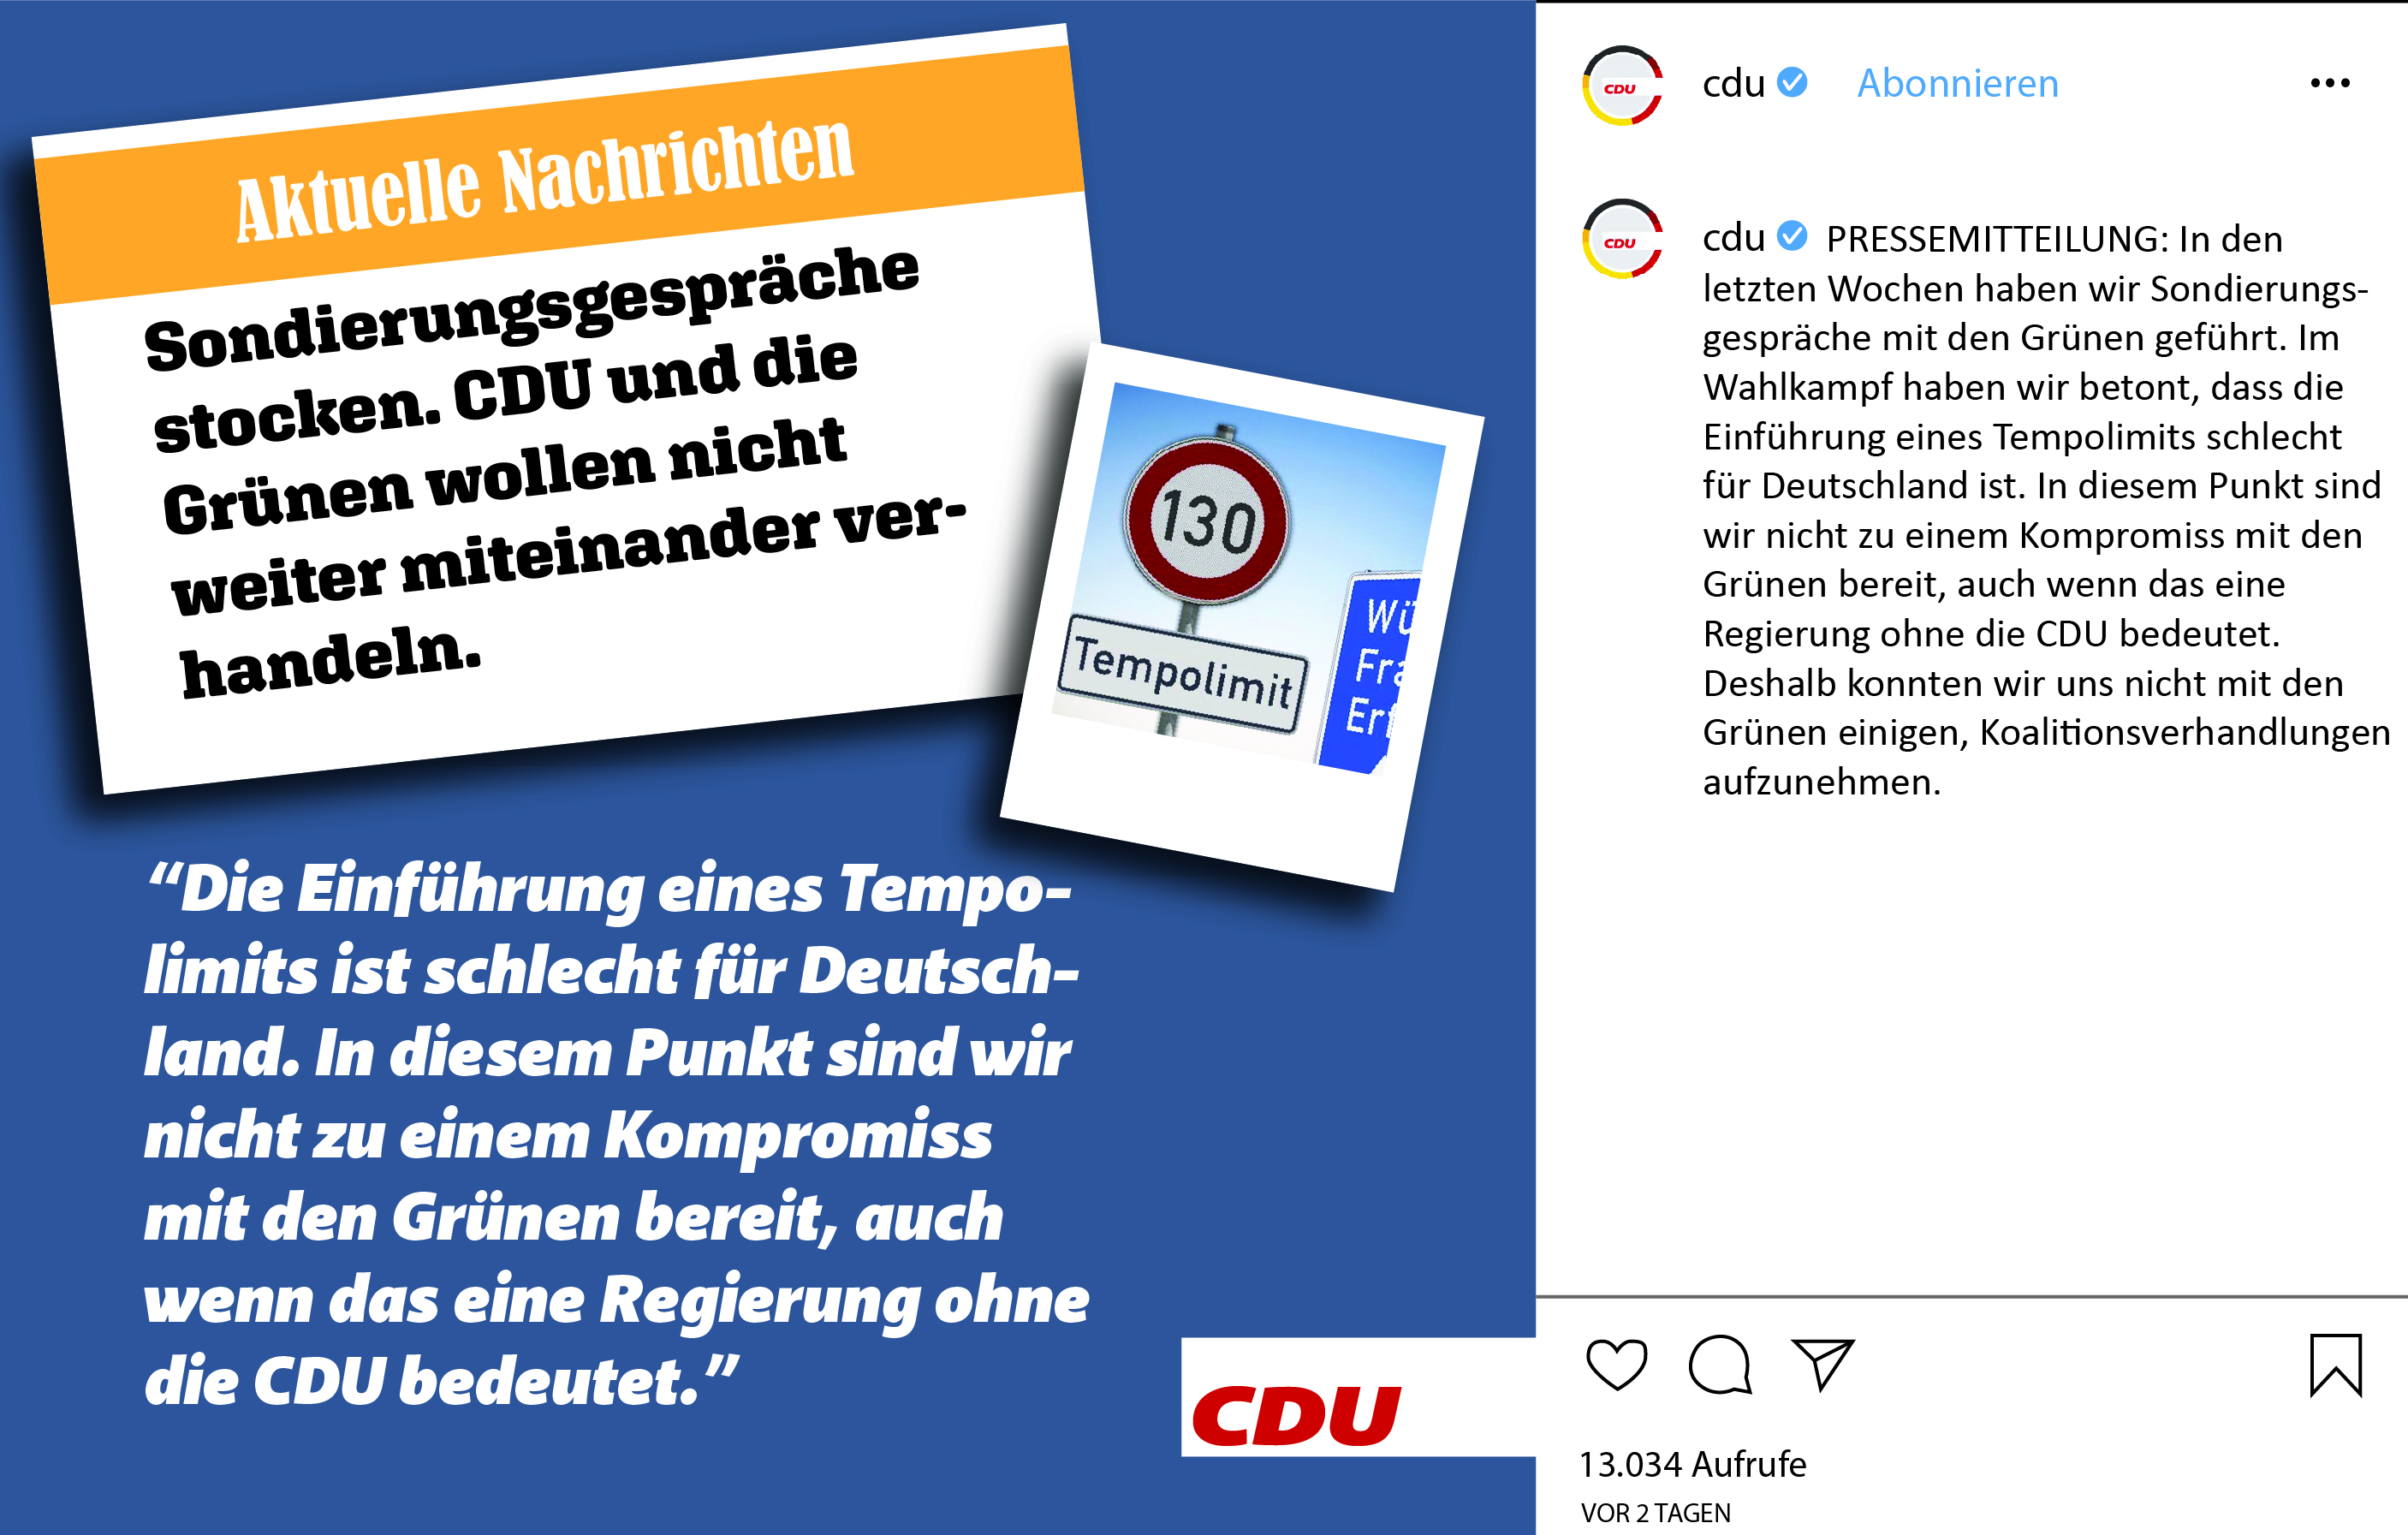 Aktuelle Nachrichten
Sondierungsgespräche
stocken. CDU und die
Grünen wollen nicht
weiter miteinander ver-
handeln.
130
Tempolimit
Wü
Fra
Erf
“Die Einführung eines Tempo-
limits ist schlecht für Deutsch-
land. In diesem Punkt sind wir
nicht zu einem Kompromiss
mit den Grünen bereit, auch
wenn das eine Regierung ohne
die CDU bedeutet.”
CDU
CDU
cdu Abonnieren
CDU
cdu PRESSEMITTEILUNG: In den
letzten Wochen haben wir Sondierungs-
gespräche mit den Grünen geführt. Im
Wahlkampf haben wir betont, dass die
Einführung eines Tempolimits schlecht
für Deutschland ist. In diesem Punkt sind
wir nicht zu einem Kompromiss mit den
Grünen bereit, auch wenn das eine
Regierung ohne die CDU bedeutet.
Deshalb konnten wir uns nicht mit den
Grünen einigen, Koalitionsverhandlungen
aufzunehmen.
13.034 Aufrufe
VOR 2 TAGEN